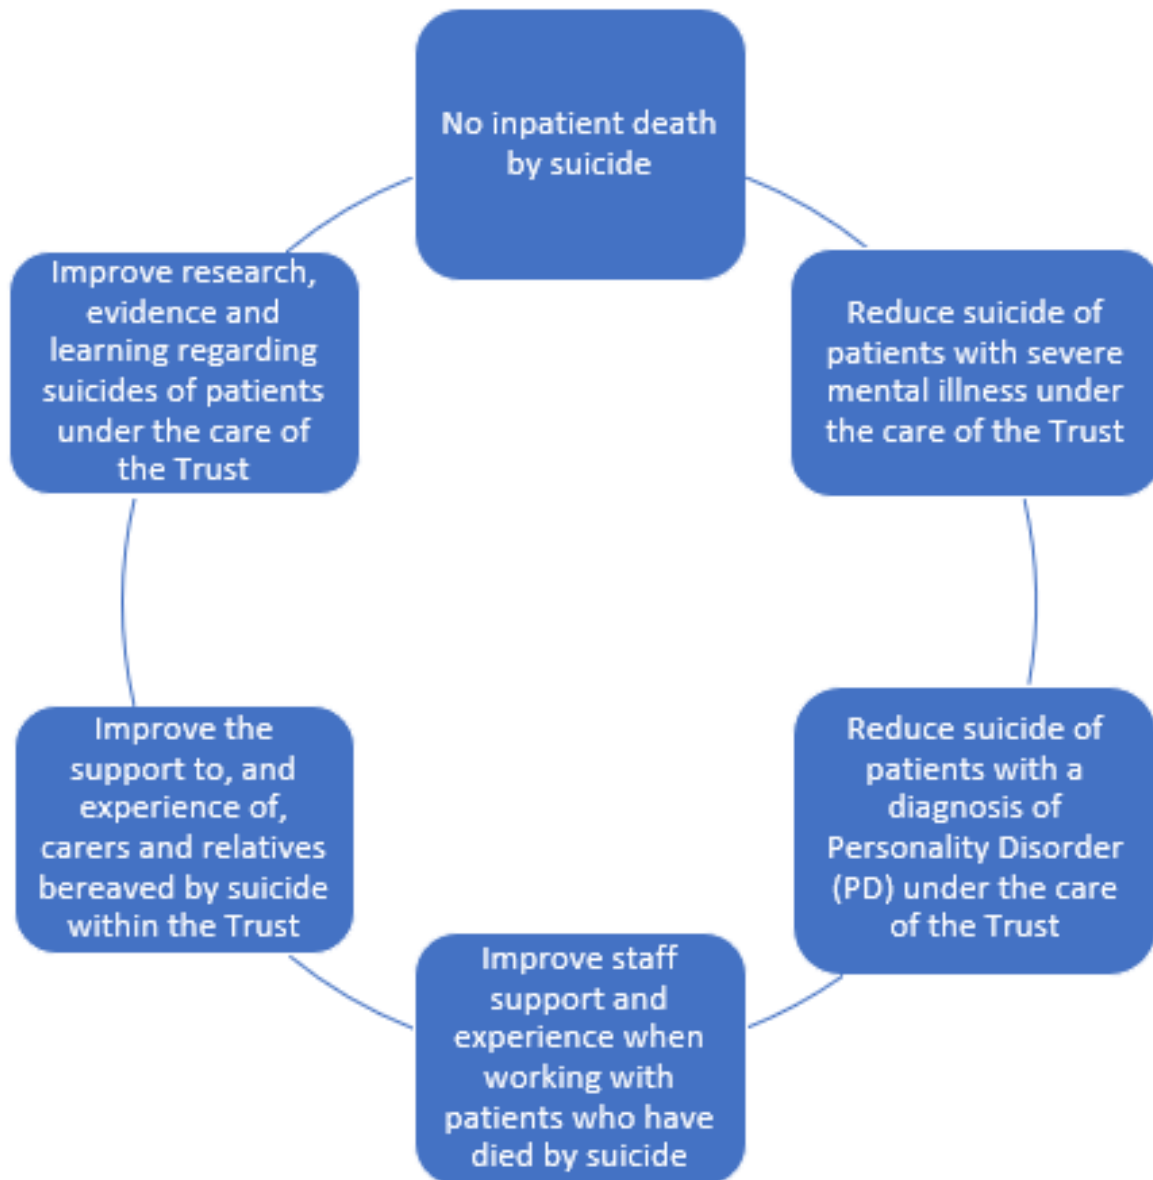 No inpatient death
by suicide
Reduce suicide of
patients with severe
mental illness under
the care of the Trust
Reduce suicide of
patients with a
diagnosis of
Personality Disorder
(PD) under the care
of the Trust
Improve staff
support and
experience when
working with
patients who have
died by suicide
Improve the
support to, and
experience of,
carers and relatives
bereaved by suicide
within the Trust
Improve research,
evidence and
learning regarding
suicides of patients
under the care of
the Trust